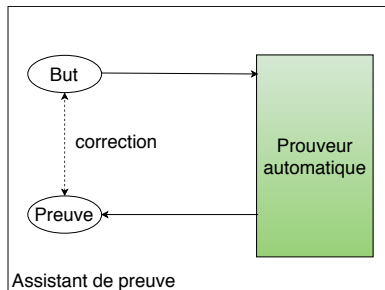 But
correction
Prouveur
automatique
Preuve
Assistant de preuve